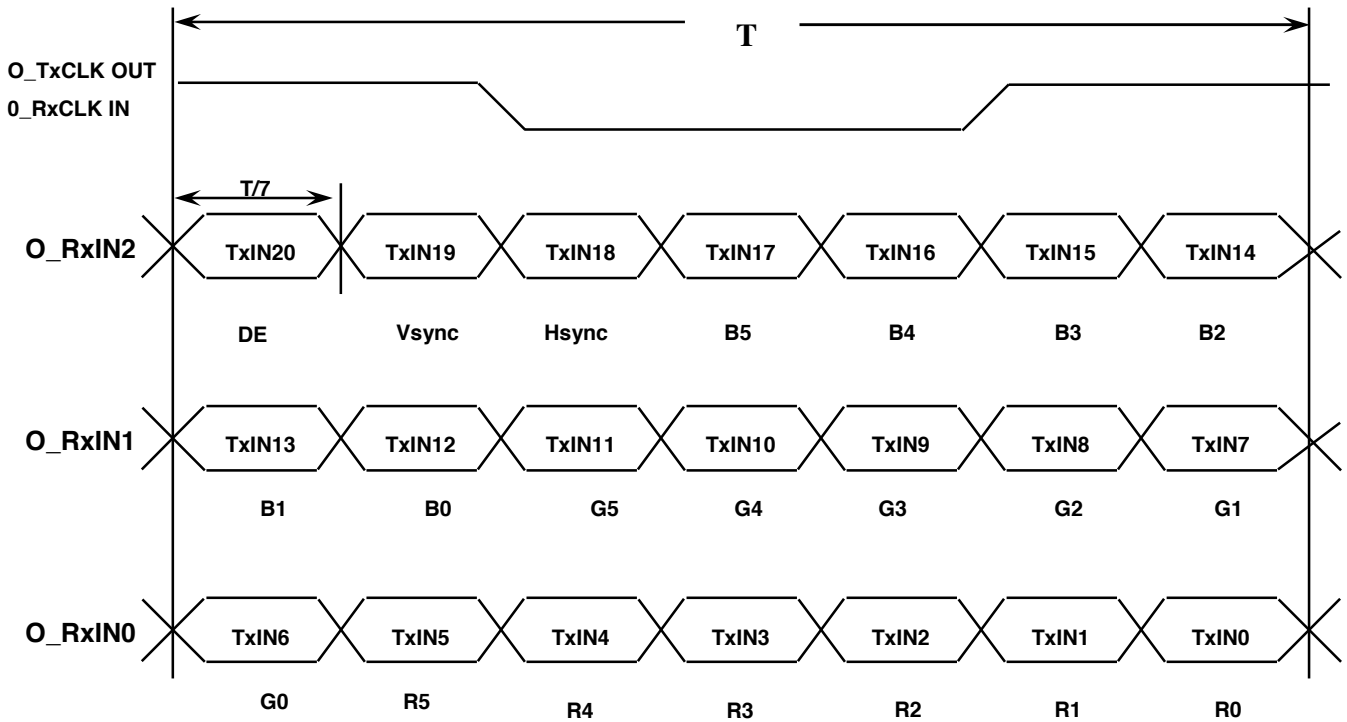 T
O_TxCLK OUT
0_RxCLK IN
T/7
O_RxIN2 TxIN20 TxIN19 TxIN18 TxIN17 TxIN16 TxIN15 TxIN14
DE Vsync Hsync B5 B4 B3 B2
O_RxIN1 TxIN13 TxIN12 TxIN11 TxIN10 TxIN9 TxIN8 TxIN7
B1 B0 G5 G4 G3 G2 G1
O_RxIN0 TxIN6 TxIN5 TxIN4 TxIN3 TxIN2 TxIN1 TxIN0
G0 R5 R4 R3 R2 R1 R0